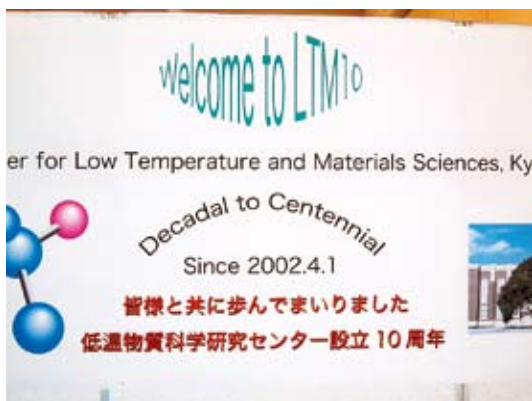 Welcome to LTM10
er for Low Temperature and Materials Sciences, Ky
Decadal to Centennial
Since 2002.4.1
皆様と共に歩んでまいりました
低温物質科学研究センター設立10周年